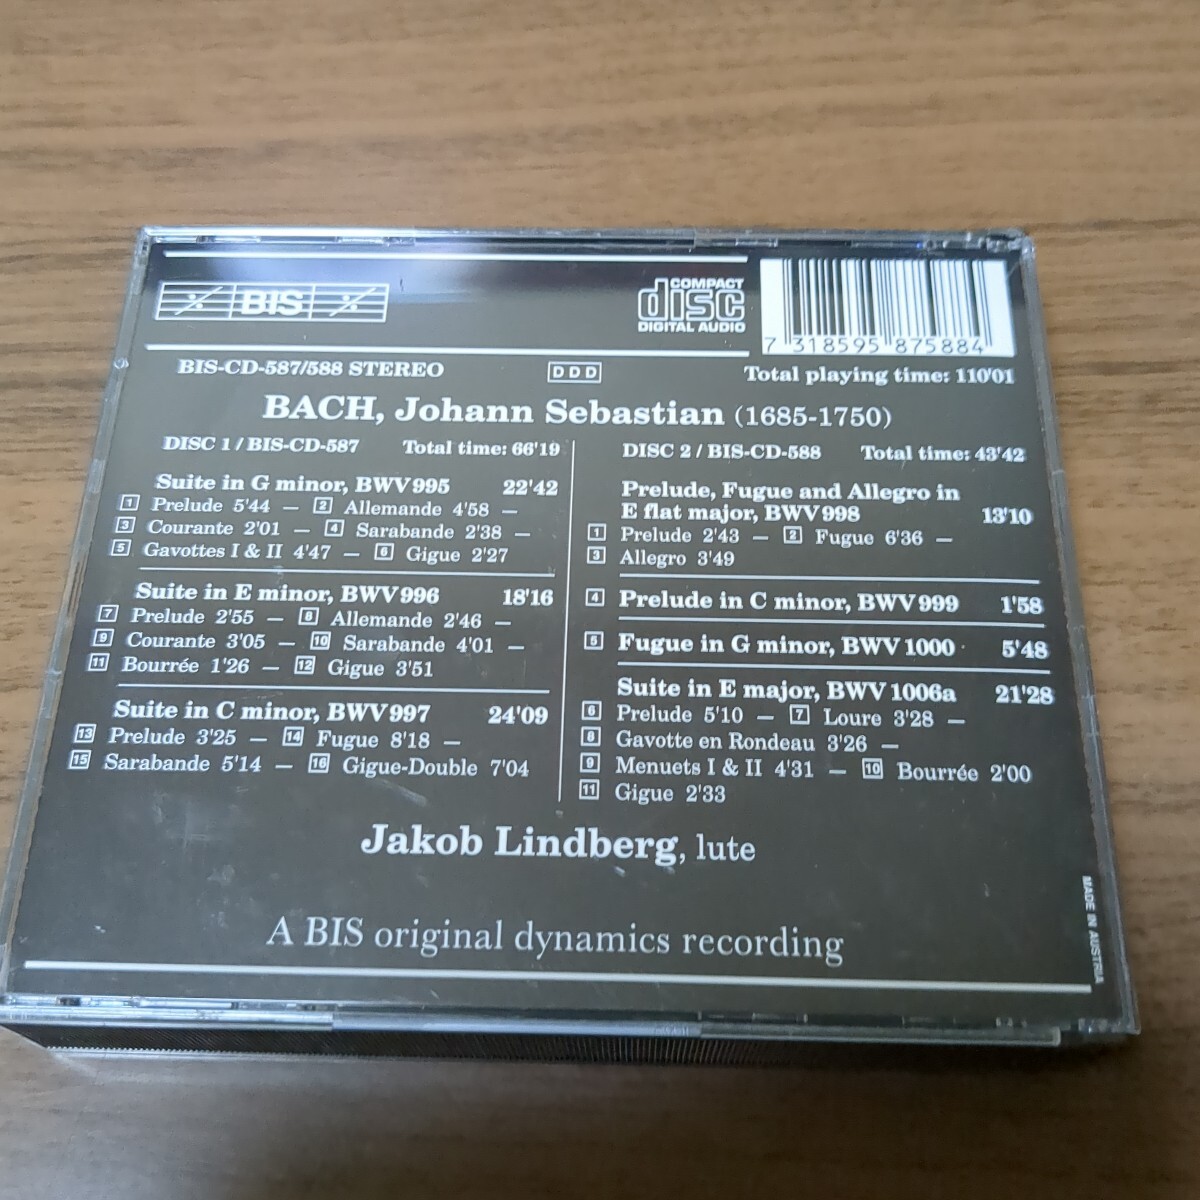 BIS
COMPACT
disc
DIGITAL AUDIO
7 318595 875884
BIS-CD-587/588 STEREO
DDD
Total playing time: 110'01
BACH, Johann Sebastian (1685-1750)
DISC 1 / BIS-CD-587 Total time: 66'19
Suite in G minor, BWV 995 22'42
1 Prelude 5'44 – 2 Allemande 4'58 –
3 Courante 2'01 – 4 Sarabande 2'38 –
5 Gavottes I & II 4'47 – 6 Gigue 2'27
Suite in E minor, BWV 996 18'16
7 Prelude 2'55 – 8 Allemande 2'46 –
9 Courante 3'05 – 10 Sarabande 4'01 –
11 Bourrée 1'26 – 12 Gigue 3'51
Suite in C minor, BWV 997 24'09
13 Prelude 3'25 – 14 Fugue 8'18 –
15 Sarabande 5'14 – 16 Gigue-Double 7'04
DISC 2 / BIS-CD-588 Total time: 43'42
Prelude, Fugue and Allegro in
E flat major, BWV 998 13'10
1 Prelude 2'43 – 2 Fugue 6'36 –
3 Allegro 3'49
4 Prelude in C minor, BWV 999 1'58
5 Fugue in G minor, BWV 1000 5'48
Suite in E major, BWV 1006a 21'28
6 Prelude 5'10 – 7 Loure 3'28 –
8 Gavotte en Rondeau 3'26 –
9 Menuets I & II 4'31 – 10 Bourrée 2'00
11 Gigue 2'33
Jakob Lindberg, lute
A BIS original dynamics recording
MADE IN AUSTRIA